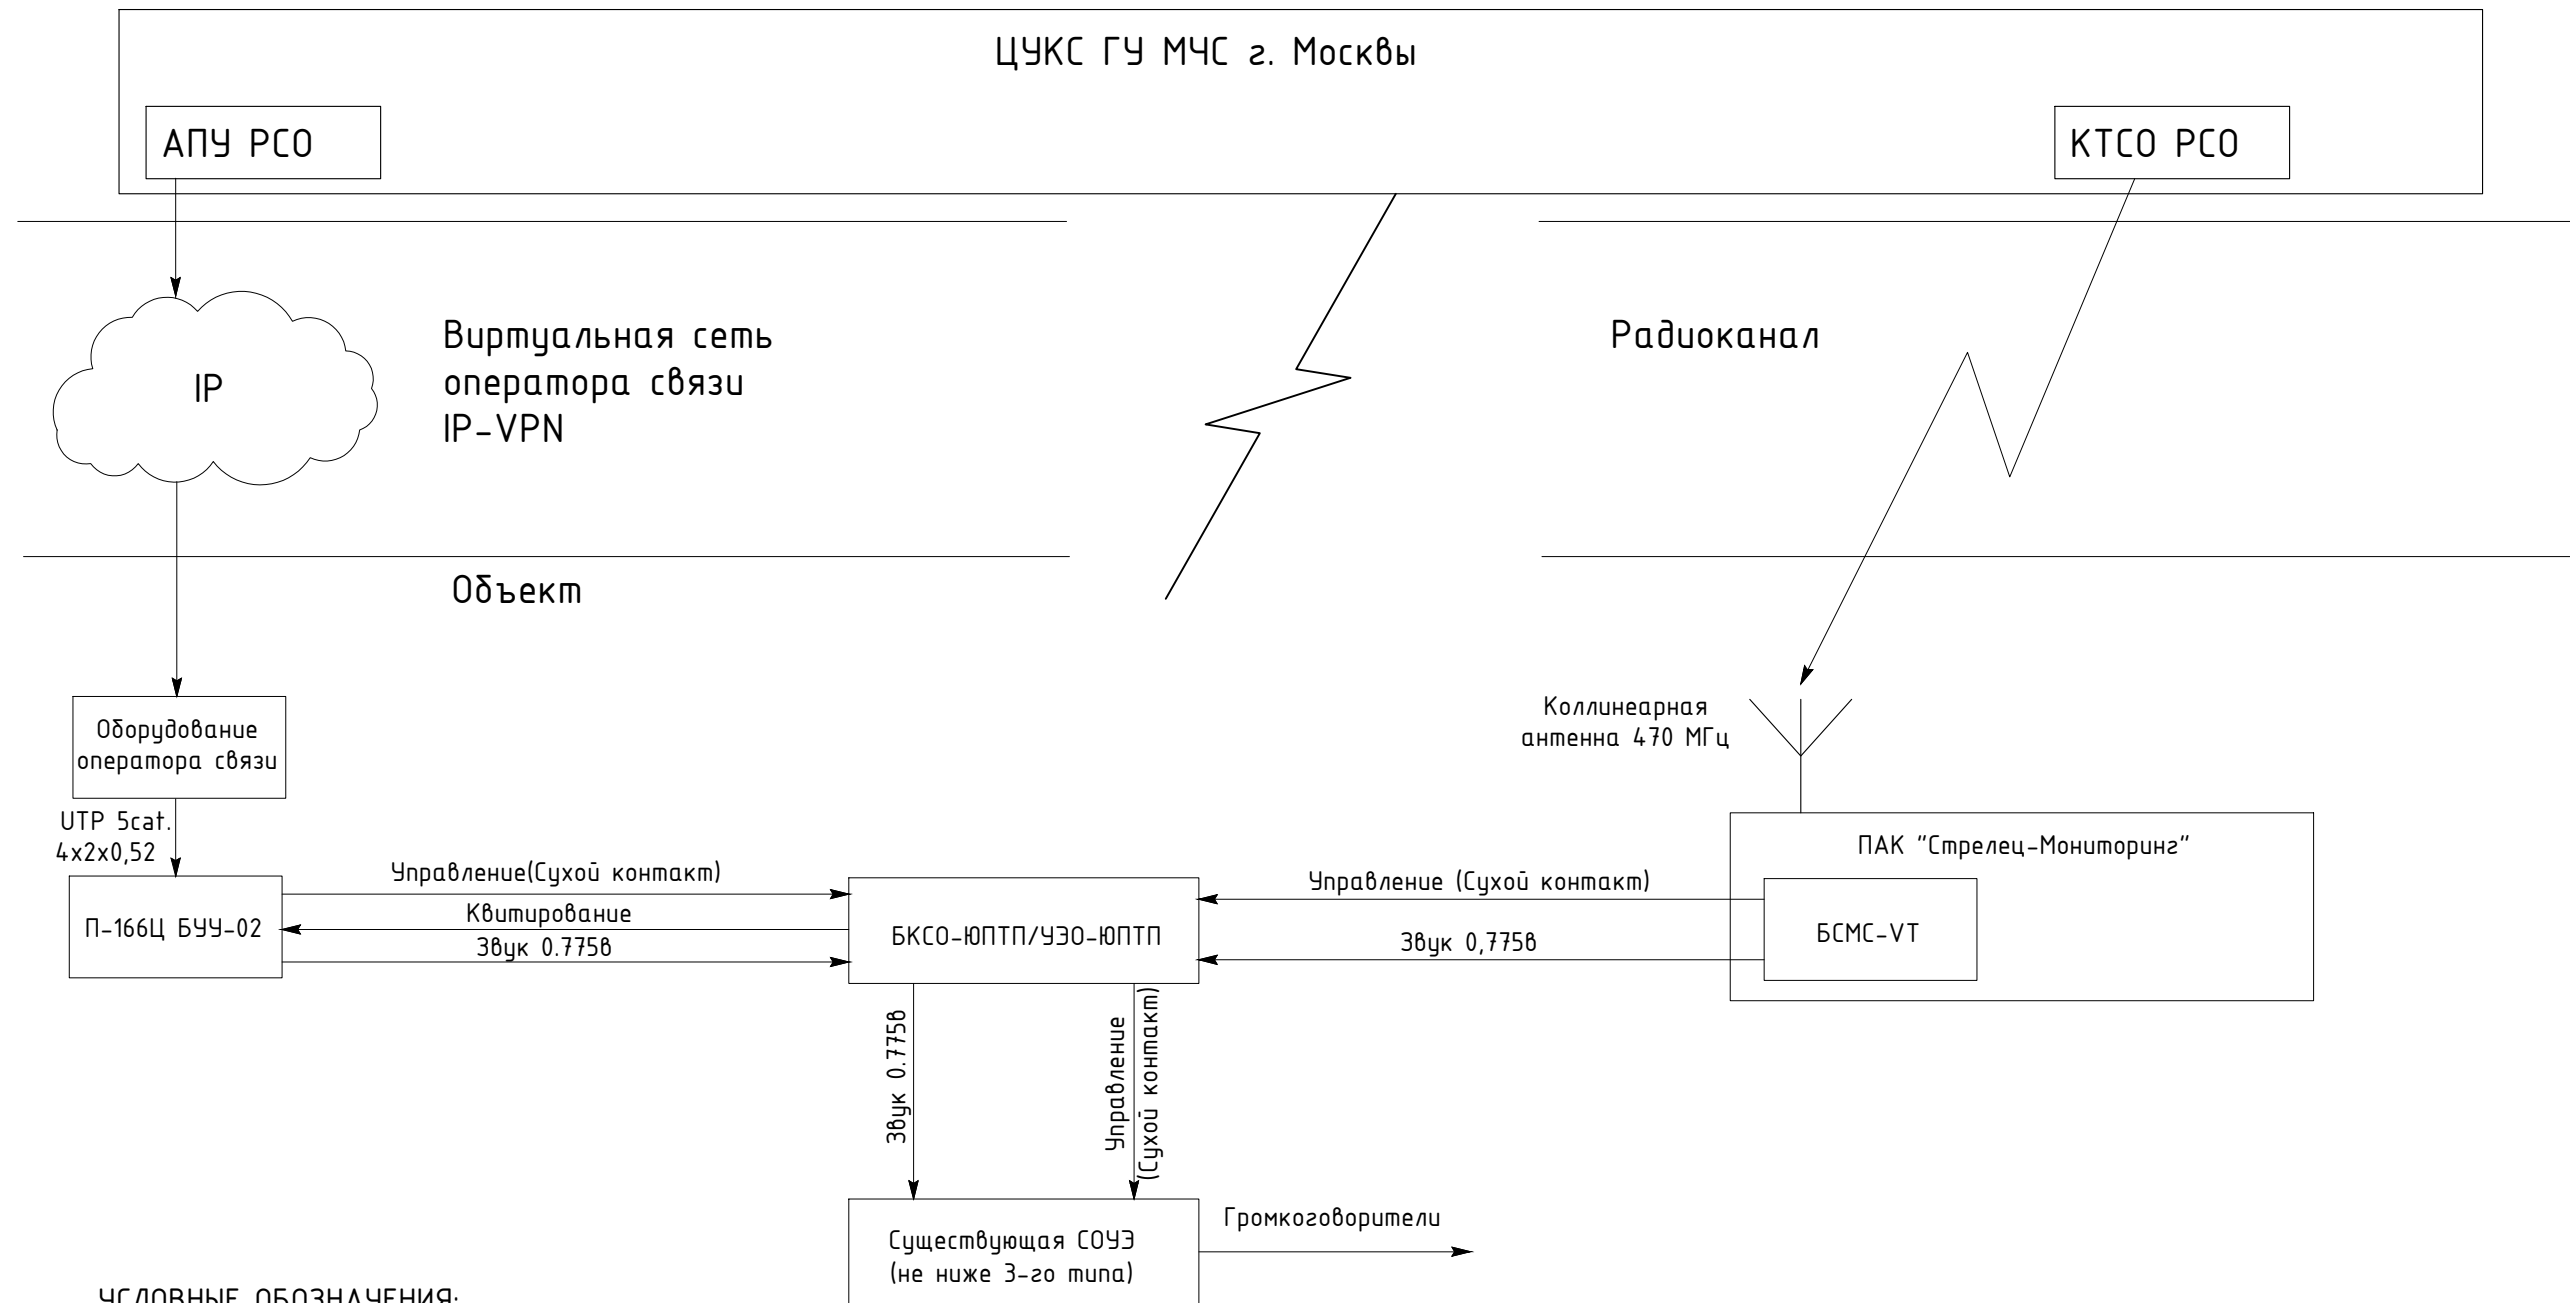 ЦУКС ГУ МЧС г. Москвы
АПУ РСО
КТСО РСО
Виртуальная сеть
оператора связи
IP-VPN
IP
Радиоканал
Объект
Оборудование
оператора связи
Коллинеарная
антенна 470 МГц
UTP 5cat.
4x2x0,52
ПАК "Стрелец-Мониторинг"
Управление(Сухой контакт)
Квитирование
Звук 0.775в
П-166Ц БУУ-02
БКСО-ЮПТП/УЭО-ЮПТП
Управление (Сухой контакт)
Звук 0,775в
БСМС-VT
Звук 0.775в
Управление
(Сухой контакт)
Существующая СОУЭ
(не ниже 3-го типа)
Громкоговорители
УСЛОВНЫЕ ОБОЗНАЧЕНИЯ: